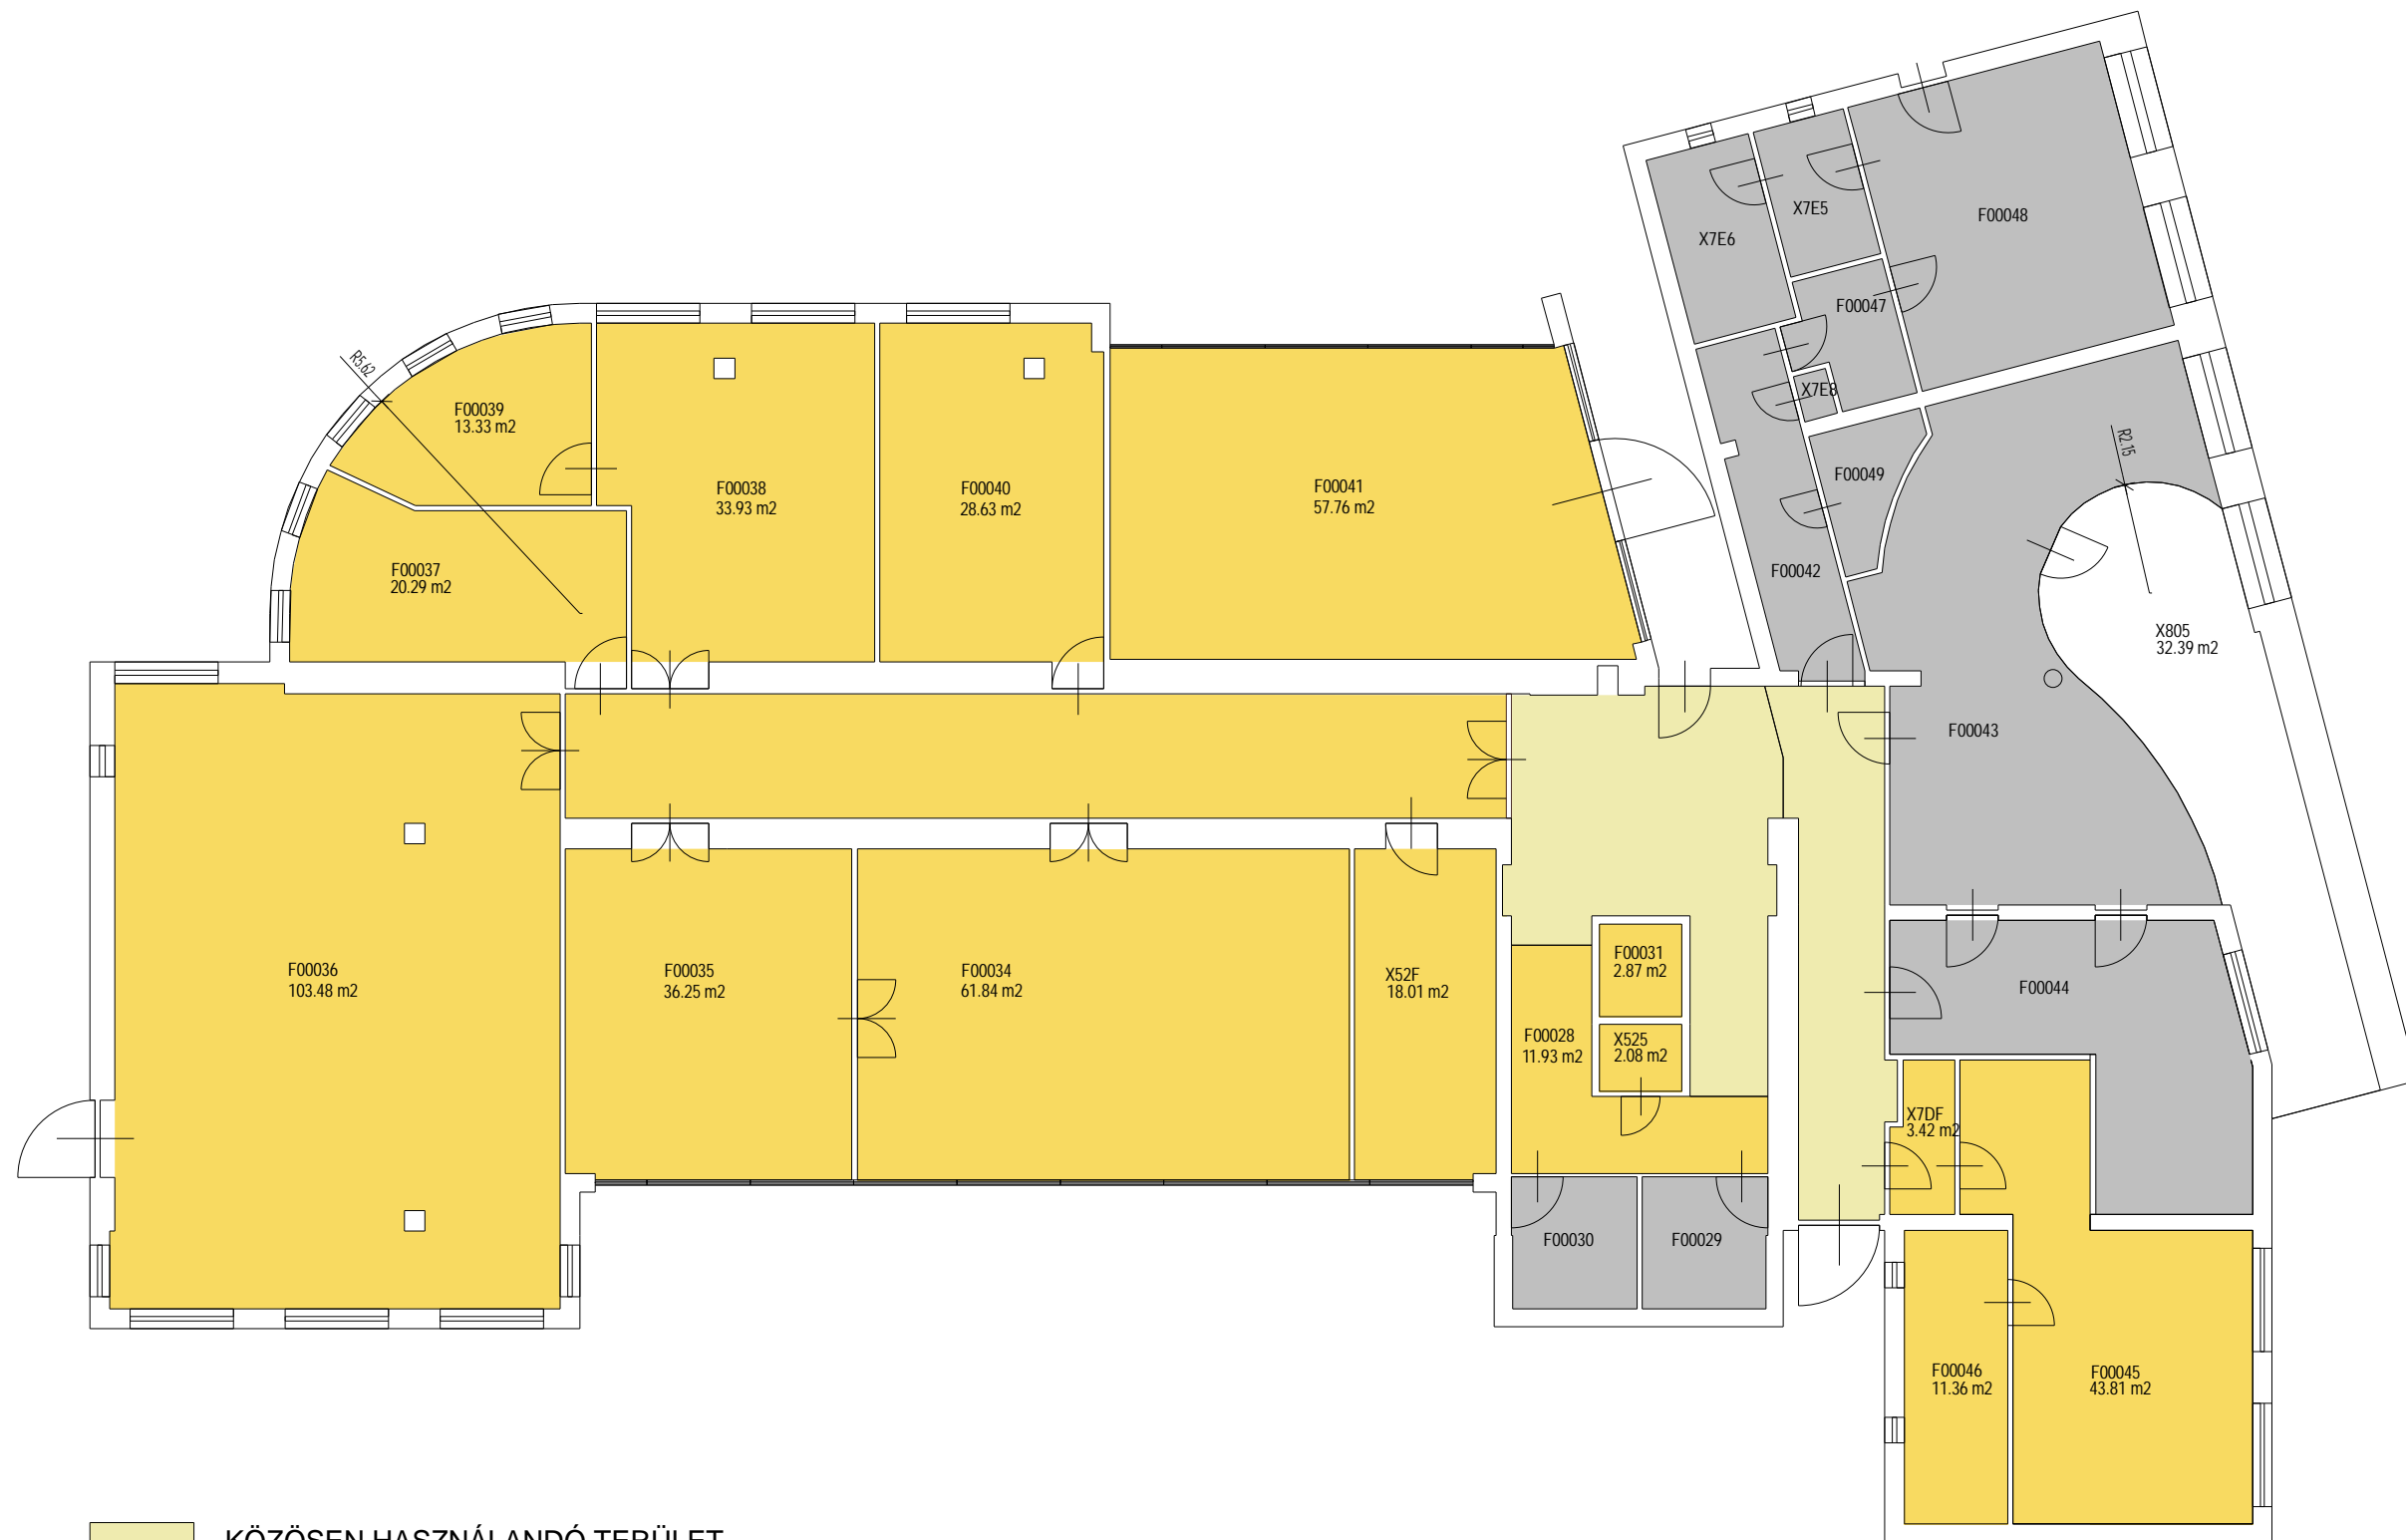 F00048
X7E5
X7E6
F00047
R5.62
X7E8
F00039
13.33 m2
R2.15
F00049
F00038
33.93 m2
F00040
28.63 m2
F00041
57.76 m2
F00037
20.29 m2
F00042
X805
32.39 m2
F00043
F00036
103.48 m2
F00035
36.25 m2
F00034
61.84 m2
X52F
18.01 m2
F00031
2.87 m2
F00028
11.93 m2
X525
2.08 m2
F00044
X7DF
3.42 m2
F00030
F00029
F00046
11.36 m2
F00045
43.81 m2
KÖZÖSEN HASZNÁLANDÓ TERÜLET